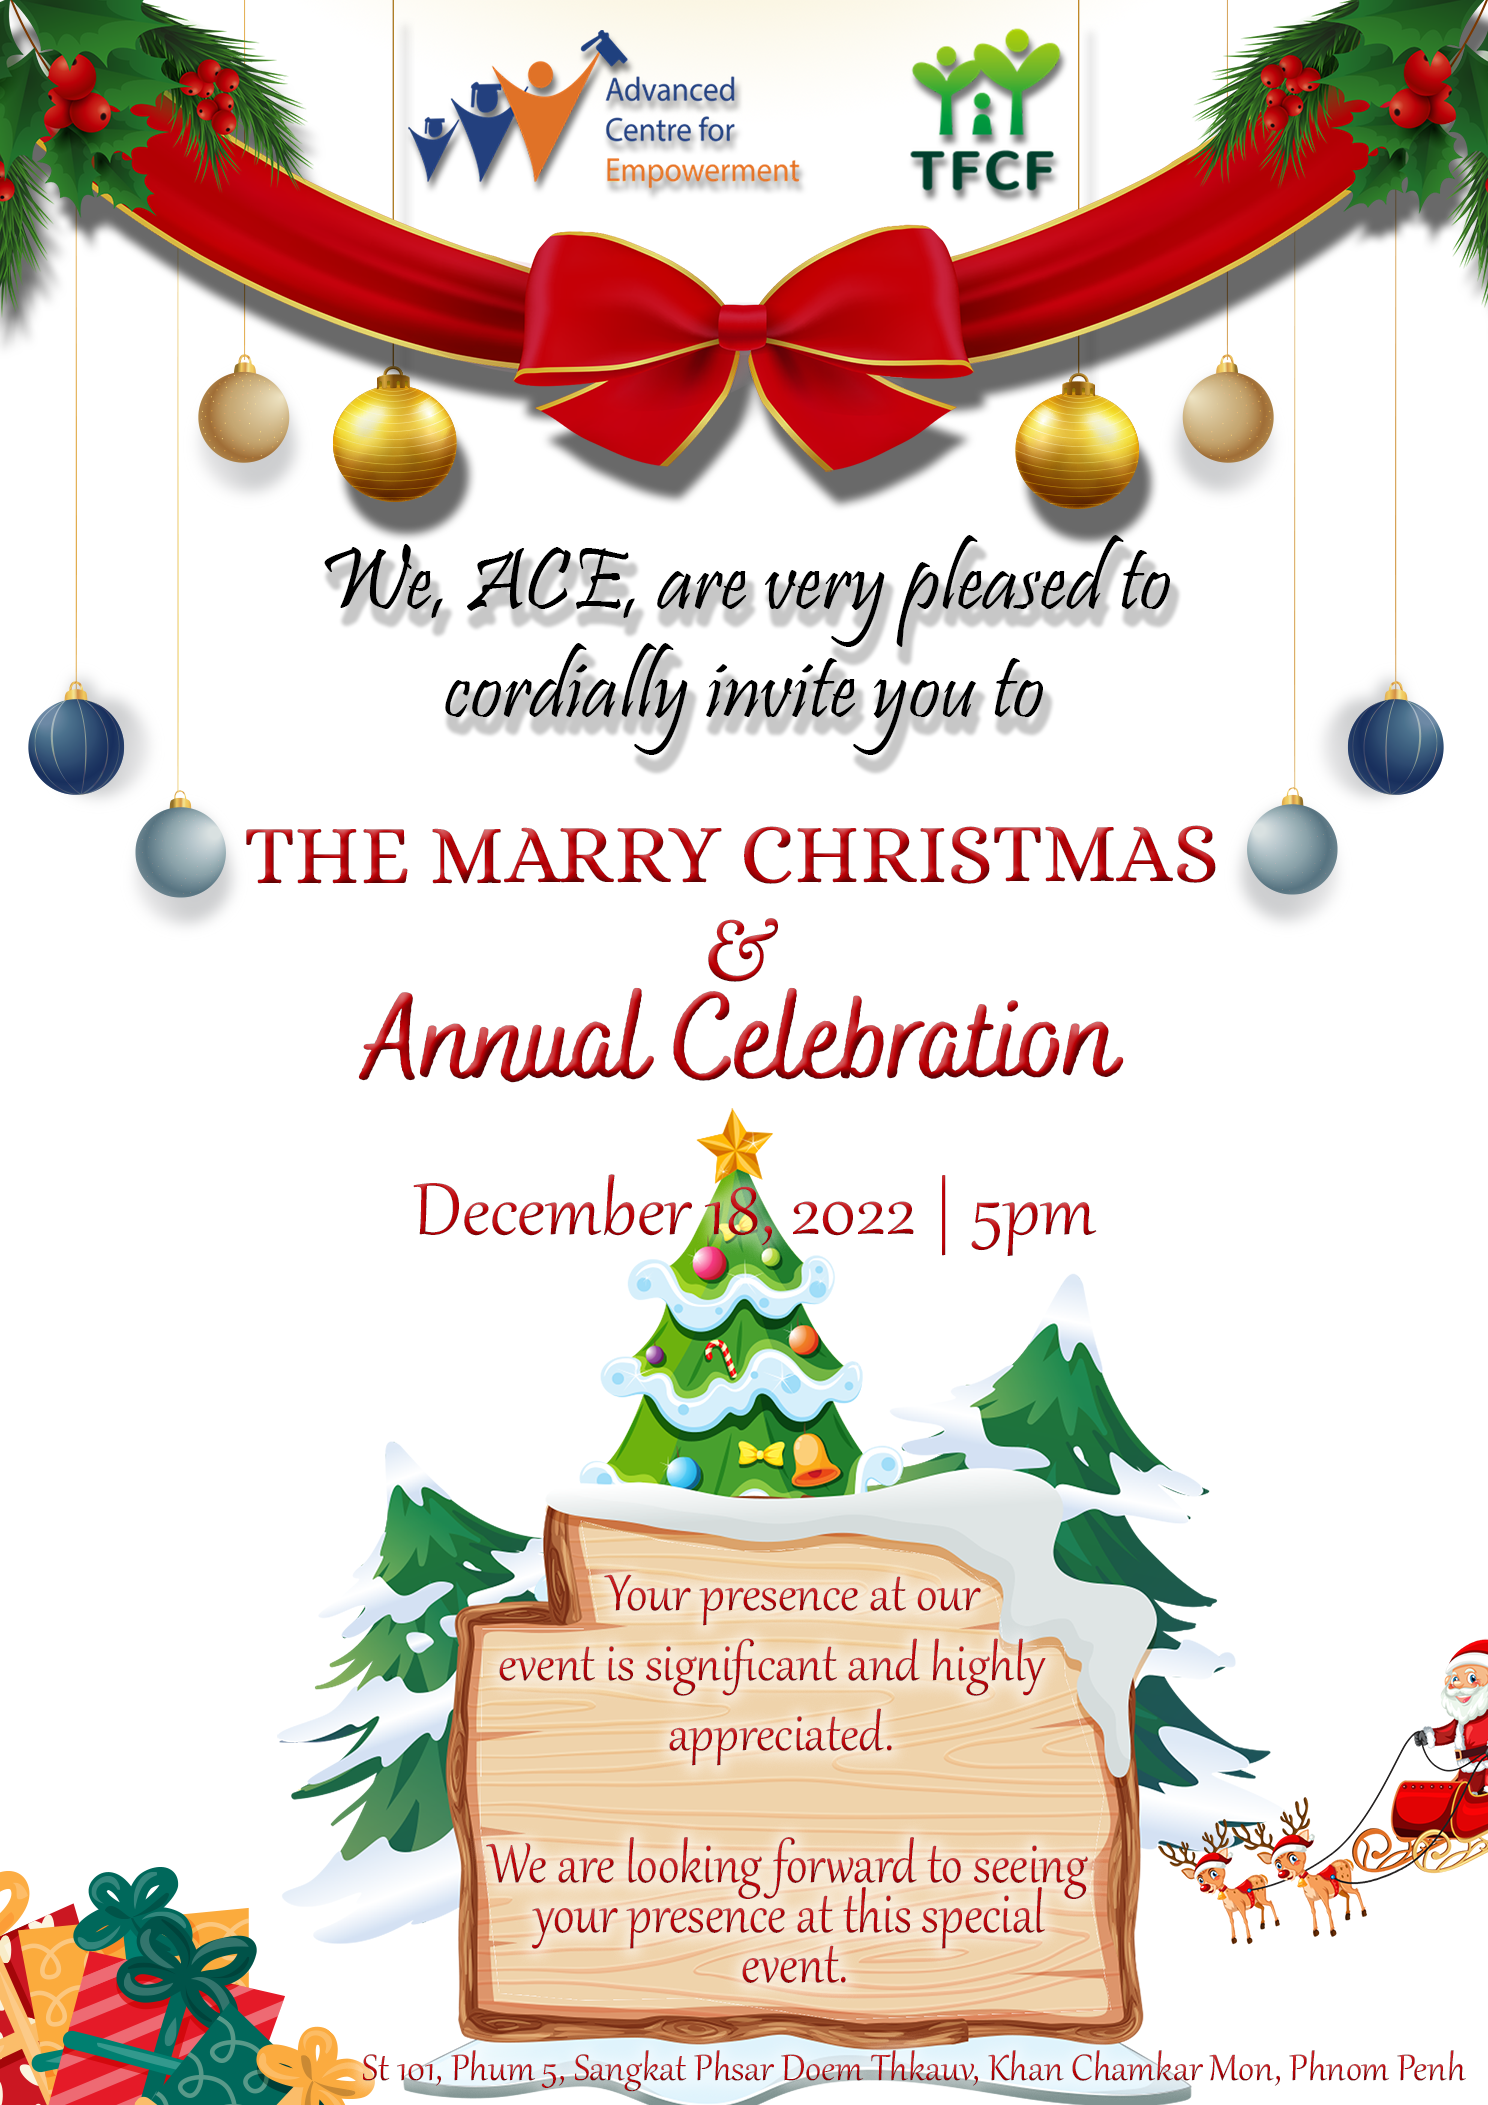 Advanced
Centre for
Empowerment
TFCF
We, ACE, are very pleased to
cordially invite you to
THE MARRY CHRISTMAS
&
Annual Celebration
December 18, 2022 | 5pm
Your presence at our
event is significant and highly
appreciated.
We are looking forward to seeing
your presence at this special
event.
St 101, Phum 5, Sangkat Phsar Doem Thkauv, Khan Chamkar Mon, Phnom Penh